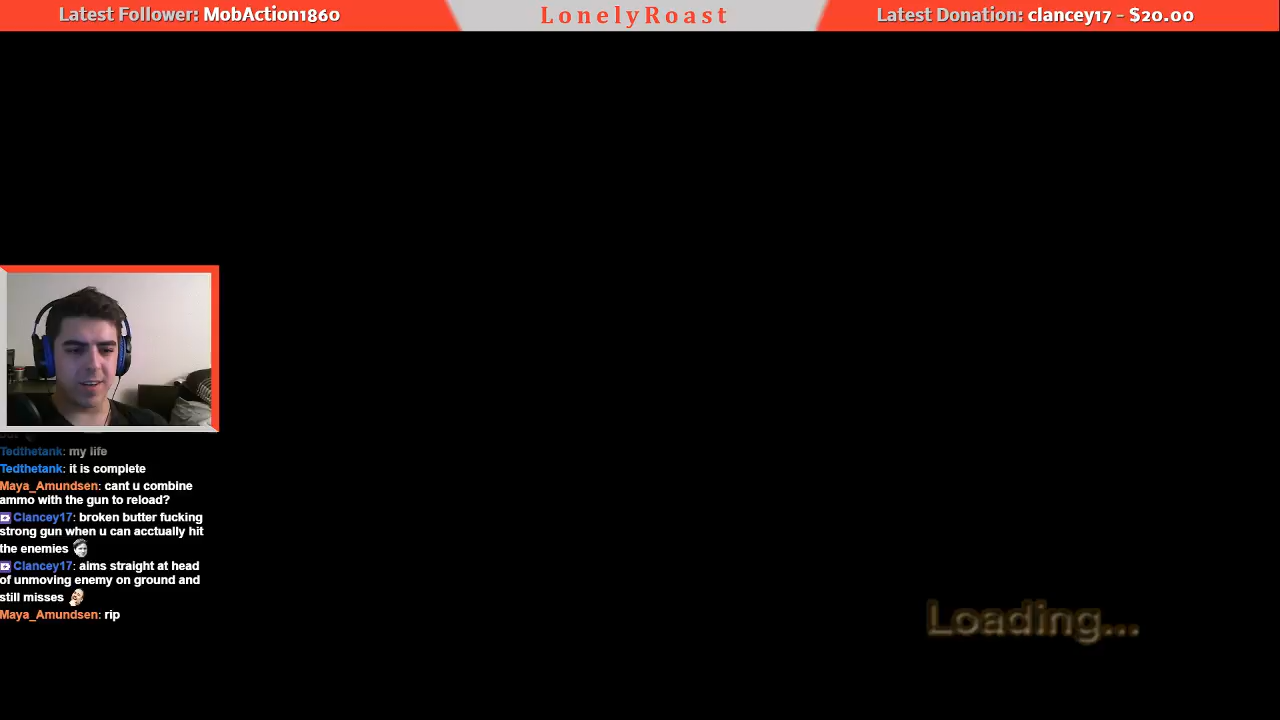 Latest Follower: MobAction1860
LonelyRoast
Latest Donation: clancey17 - $20.00
Tedthetank: my life
Tedthetank: it is complete
Maya_Amundsen: cant u combine
ammo with the gun to reload?
Clancey17: broken butter fucking
strong gun when u can acctually hit
the enemies
Clancey17: aims straight at head
of unmoving enemy on ground and
still misses
Maya_Amundsen: rip
Loading...